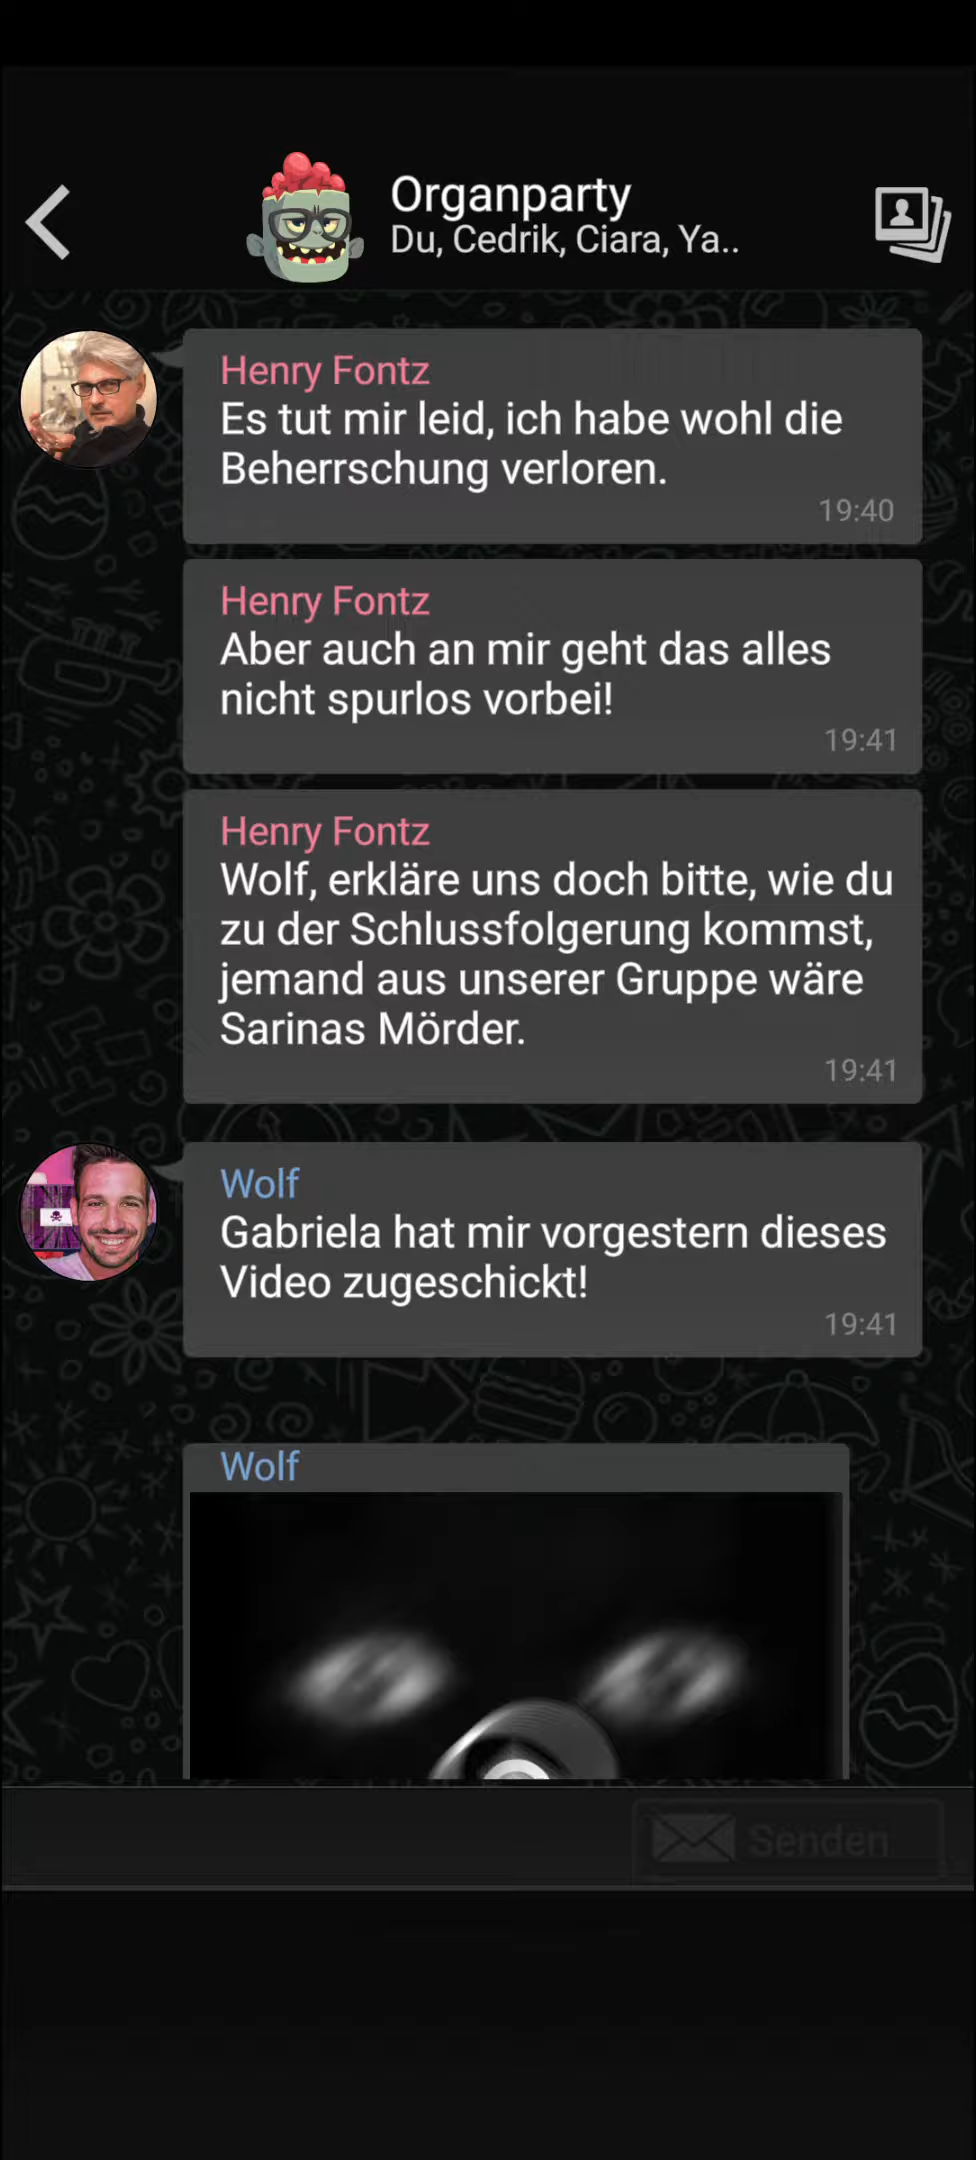 Organparty
Du, Cedrik, Ciara, Ya..
Henry Fontz
Es tut mir leid, ich habe wohl die
Beherrschung verloren.
19:40
Henry Fontz
Aber auch an mir geht das alles
nicht spurlos vorbei!
19:41
Henry Fontz
Wolf, erkläre uns doch bitte, wie du
zu der Schlussfolgerung kommst,
jemand aus unserer Gruppe wäre
Sarinas Mörder.
19:41
Wolf
Gabriela hat mir vorgestern dieses
Video zugeschickt!
19:41
Wolf
Senden